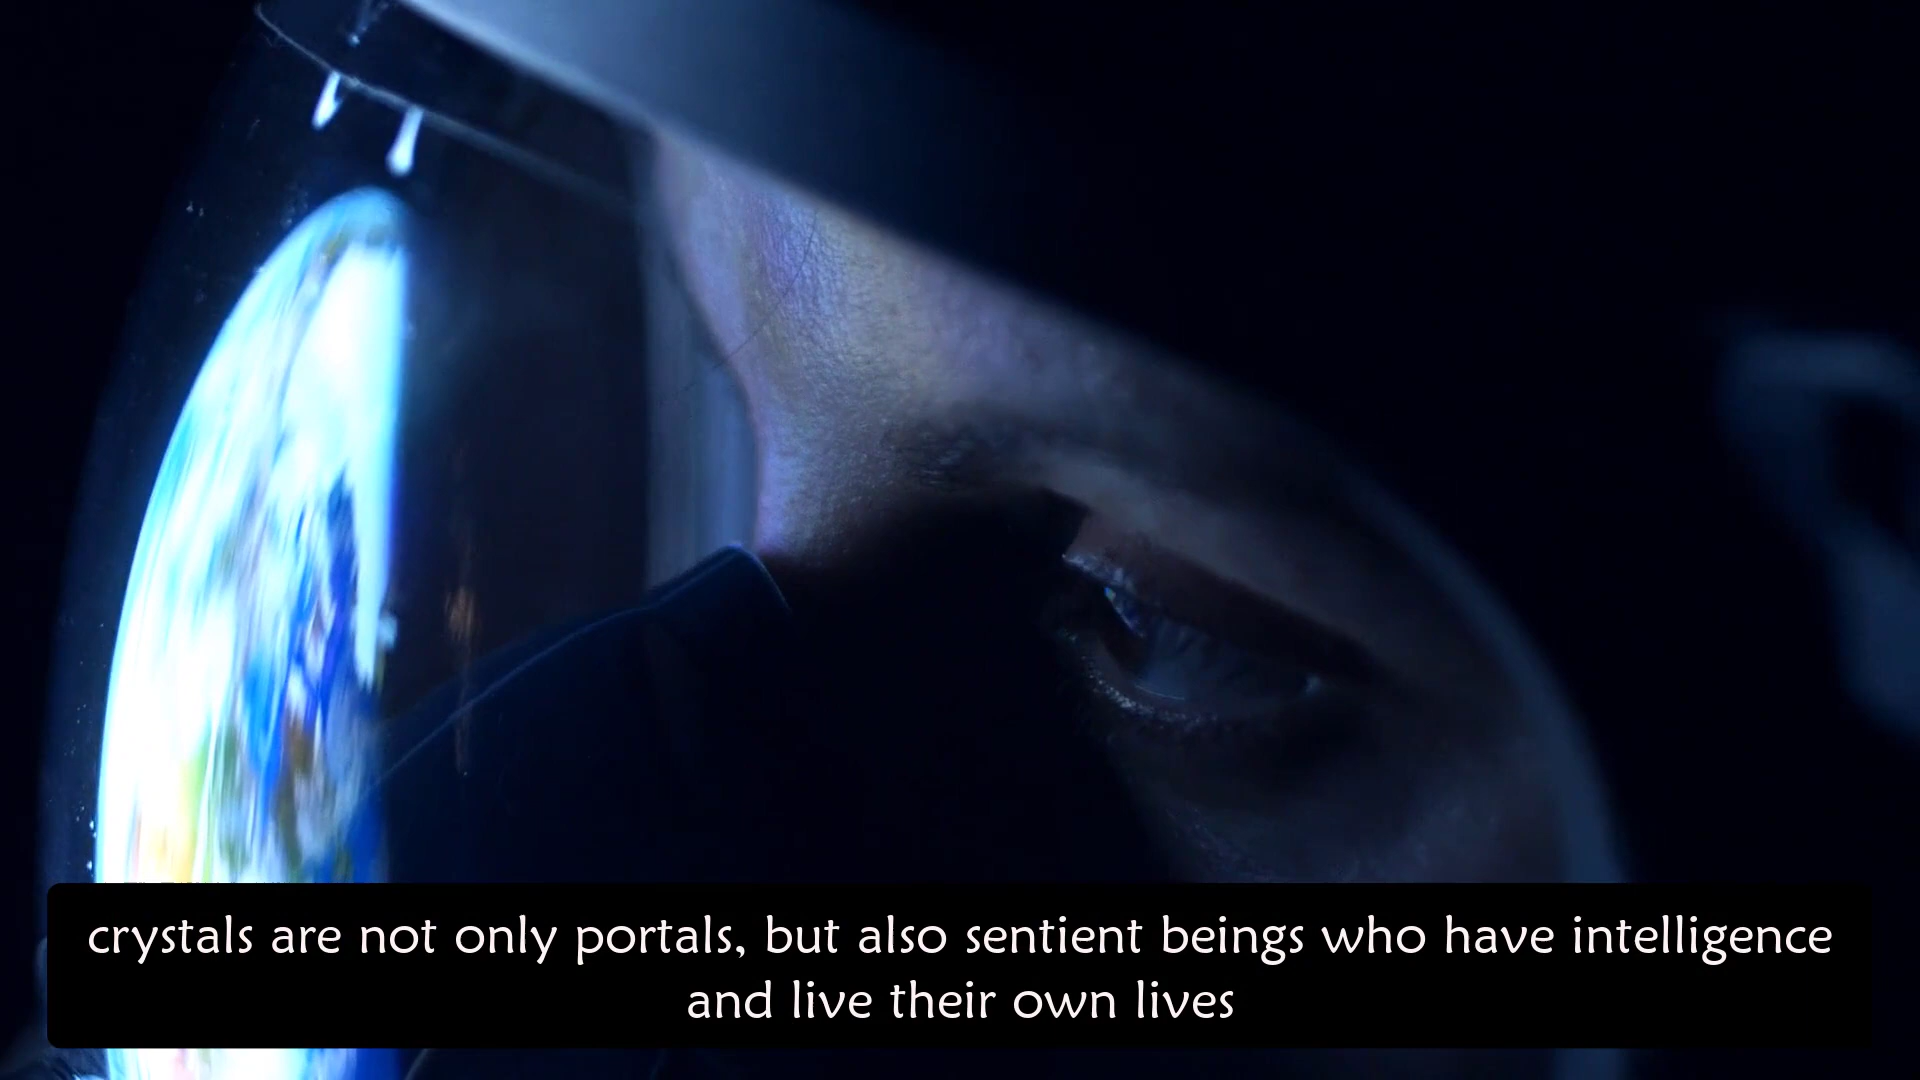 crystals are not only portals, but also sentient beings who have intelligence
and live their own lives